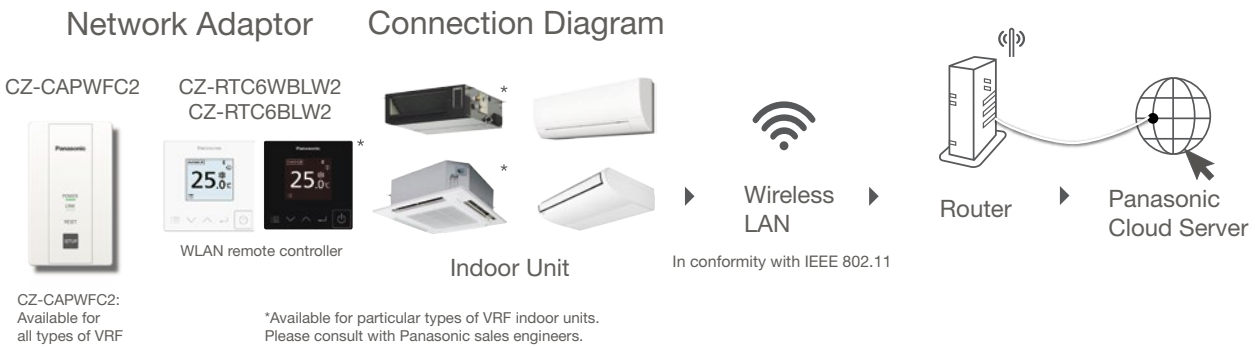 Network Adaptor
Connection Diagram
CZ-CAPWFC2
CZ-RTC6WBLW2
CZ-RTC6BLW2
Panasonic
POWER
LINK
RESET
SETUP
CZ-CAPWFC2:
Available for
all types of VRF
Panasonic
25.0c
Panasonic
25.0c
*
WLAN remote controller
*
*
Indoor Unit
*Available for particular types of VRF indoor units.
Please consult with Panasonic sales engineers.
Wireless
LAN
In conformity with IEEE 802.11
Router
Panasonic
Cloud Server